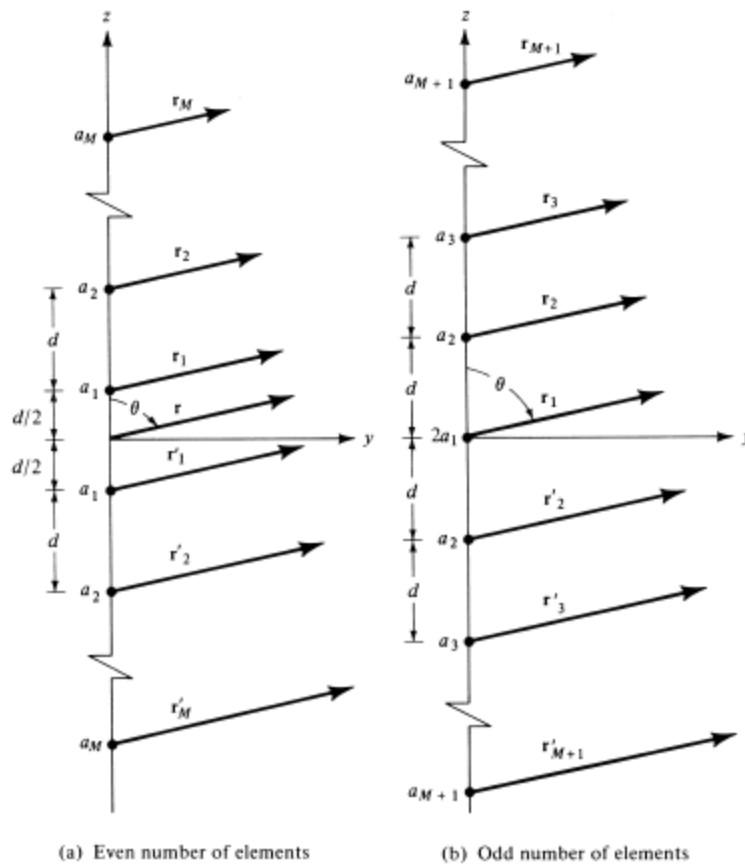 z
r_M
a_M
r_2
a_2
d
r_1
a_1
d/2
θ
r
y
d/2
r'_1
a_1
d
r'_2
a_2
r'_M
a_M
(a) Even number of elements
z
r_{M+1}
a_{M+1}
r_3
a_3
d
r_2
a_2
d
θ
r_1
2a_1
d
r'_2
a_2
d
r'_3
a_3
r'_{M+1}
a_{M+1}
(b) Odd number of elements